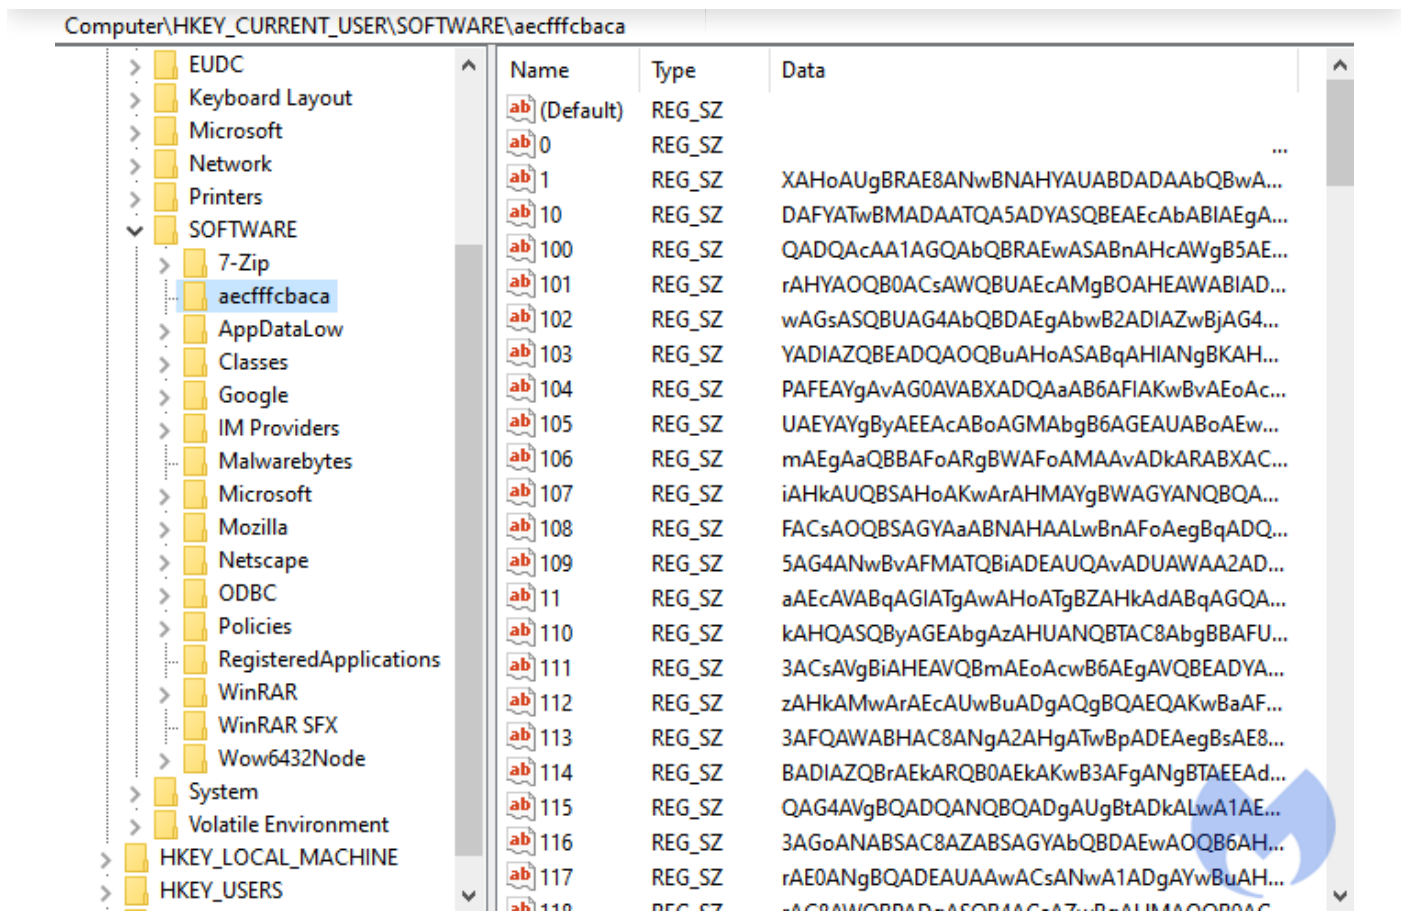 Computer\HKEY_CURRENT_USER\SOFTWARE\aecfffcbaca
EUDC
Keyboard Layout
Microsoft
Network
Printers
SOFTWARE
7-Zip
aecfffcbaca
AppDataLow
Classes
Google
IM Providers
Malwarebytes
Microsoft
Mozilla
Netscape
ODBC
Policies
RegisteredApplications
WinRAR
WinRAR SFX
Wow6432Node
System
Volatile Environment
HKEY_LOCAL_MACHINE
HKEY_USERS
Name Type Data
(Default) REG_SZ
0 REG_SZ ...
1 REG_SZ XAHoAUgBRAE8ANwBNAHYAUABDADAAbQBwA...
10 REG_SZ DAFYATwBMADAATQA5ADYASQBEAEcAbABIAEgA...
100 REG_SZ QADQAcAA1AGQAbQBRAEwASABnAHcAWgB5AE...
101 REG_SZ rAHYAOQB0ACsAWQBUAEcAMgBOAHEAWABIAD...
102 REG_SZ wAGsASQBUAG4AbQBDAEgAbwB2ADIAZwBjAG4...
103 REG_SZ YADIAZQBEADQAOQBuAHoASABqAHIANgBKAH...
104 REG_SZ PAFEAYgAvAG0AVABXADQAaAB6AFIAKwBvAEoAc...
105 REG_SZ UAEYAYgByAEEAcABoAGMAbgB6AGEAUABoAEw...
106 REG_SZ mAEgAaQBBAFoARgBWAFoAMAAvADkARABXAC...
107 REG_SZ iAHkAUQBSAHoAKwArAHMAYgBWAGYANQBQA...
108 REG_SZ FACsAOQBSAGYAaABNAHAALwBnAFoAegBqADQ...
109 REG_SZ 5AG4ANwBvAFMATQBiADEAUQAvADUAWAA2AD...
11 REG_SZ aAEcAVABqAGIATgAwAHoATgBZAHkAdABqAGQA...
110 REG_SZ kAHQASQByAGEAbgAzAHUANQBTAC8AbgBBAFU...
111 REG_SZ 3ACsAVgBiAHEAVQBmAEoAcwB6AEgAVQBEADYA...
112 REG_SZ zAHkAMwArAEcAUwBuADgAQgBQAEQAKwBaAF...
113 REG_SZ 3AFQAWABHAC8ANgA2AHgATwBpADEAegBsAE8...
114 REG_SZ BADIAZQBrAEkARQB0AEkAKwB3AFgANgBTAEEAd...
115 REG_SZ QAG4AVgBQADQANQBQADgAUgBtADkALwA1AE...
116 REG_SZ 3AGoANABSAC8AZABSAGYAbQBDAEwAOQB6AH...
117 REG_SZ rAE0ANgBQADEAUAAwACsANwA1ADgAYwBuAH...